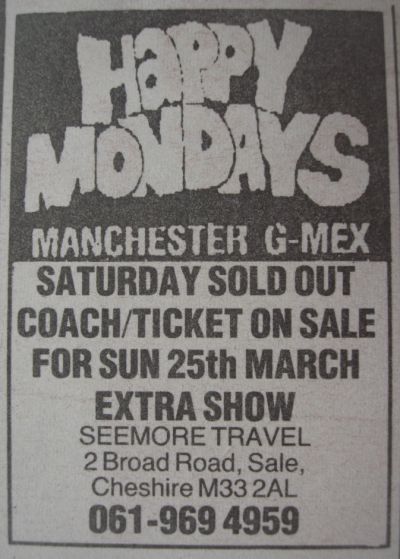 HaPPY
MONDAYS
MANCHESTER G-MEX
SATURDAY SOLD OUT
COACH/TICKET ON SALE
FOR SUN 25th MARCH
EXTRA SHOW
SEEMORE TRAVEL
2 Broad Road, Sale,
Cheshire M33 2AL
061-969 4959